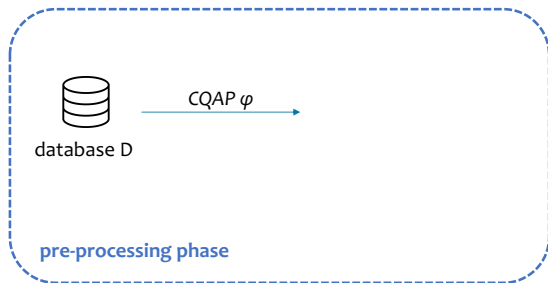 CQAP φ
database D
pre-processing phase